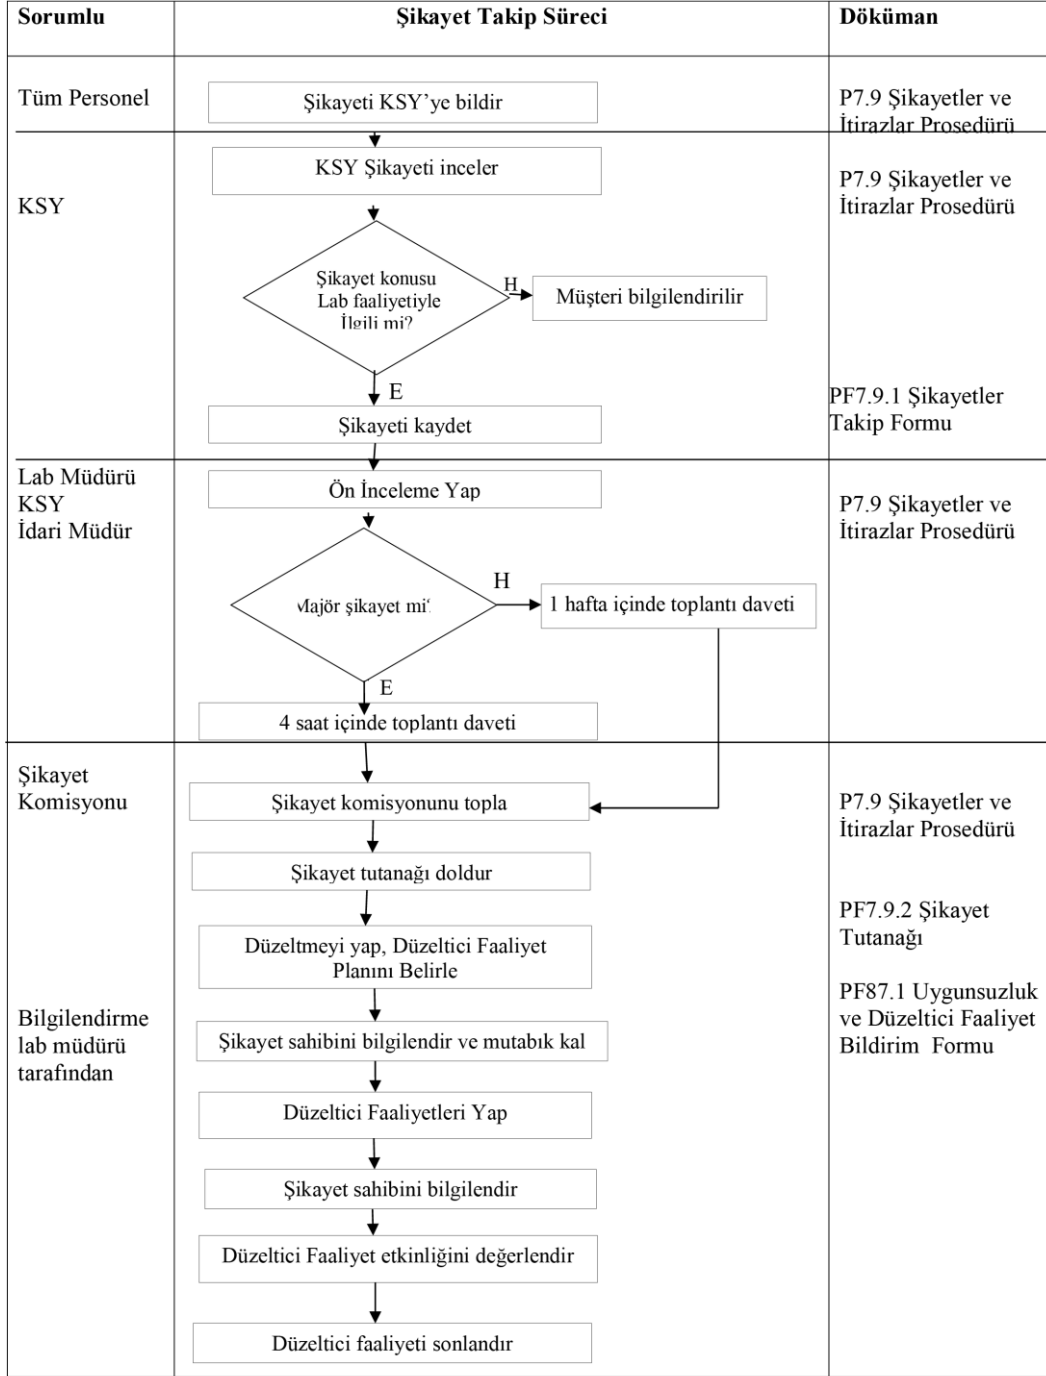 Sorumlu
Şikayet Takip Süreci
Döküman
Tüm Personel
Şikayeti KSY’ye bildir
P7.9 Şikayetler ve
İtirazlar Prosedürü
KSY
KSY Şikayeti inceler
P7.9 Şikayetler ve
İtirazlar Prosedürü
Şikayet konusu
Lab faaliyetiyle
İlgili mi?
H
Müşteri bilgilendirilir
E
Şikayeti kaydet
PF7.9.1 Şikayetler
Takip Formu
Lab Müdürü
KSY
İdari Müdür
Ön İnceleme Yap
P7.9 Şikayetler ve
İtirazlar Prosedürü
Majör şikayet mi?
H
1 hafta içinde toplantı daveti
E
4 saat içinde toplantı daveti
Şikayet
Komisyonu
Şikayet komisyonunu topla
P7.9 Şikayetler ve
İtirazlar Prosedürü
Şikayet tutanağı doldur
PF7.9.2 Şikayet
Tutanağı
Düzeltmeyi yap, Düzeltici Faaliyet
Planını Belirle
PF87.1 Uygunsuzluk
ve Düzeltici Faaliyet
Bildirim  Formu
Bilgilendirme
lab müdürü
tarafından
Şikayet sahibini bilgilendir ve mutabık kal
Düzeltici Faaliyetleri Yap
Şikayet sahibini bilgilendir
Düzeltici Faaliyet etkinliğini değerlendir
Düzeltici faaliyeti sonlandır